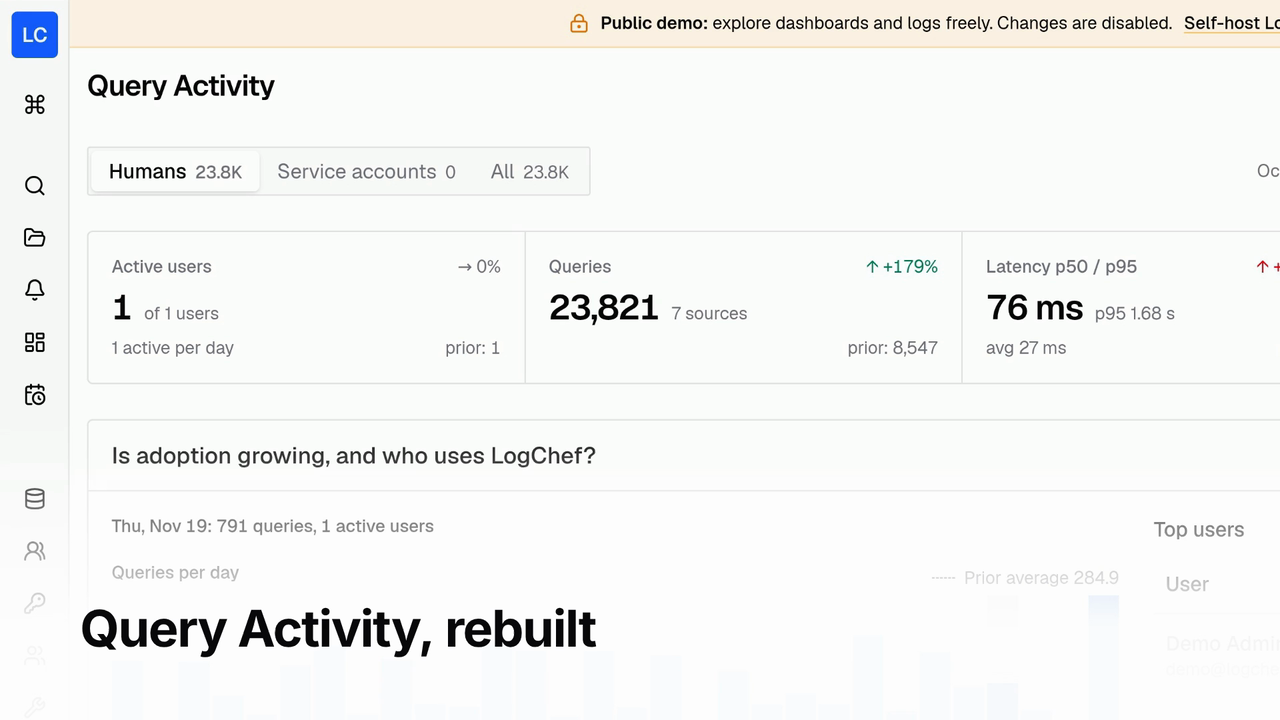 LC
Public demo: explore dashboards and logs freely. Changes are disabled. Self-host
Query Activity
Humans 23.8K Service accounts 0 All 23.8K
Active users → 0%
1 of 1 users
1 active per day prior: 1
Queries ↑ +179%
23,821 7 sources
prior: 8,547
Latency p50 / p95 ↑ +
76 ms p95 1.68 s
avg 27 ms
Is adoption growing, and who uses LogChef?
Thu, Nov 19: 791 queries, 1 active users
Queries per day
Prior average 284.9
Top users
User
Query Activity, rebuilt